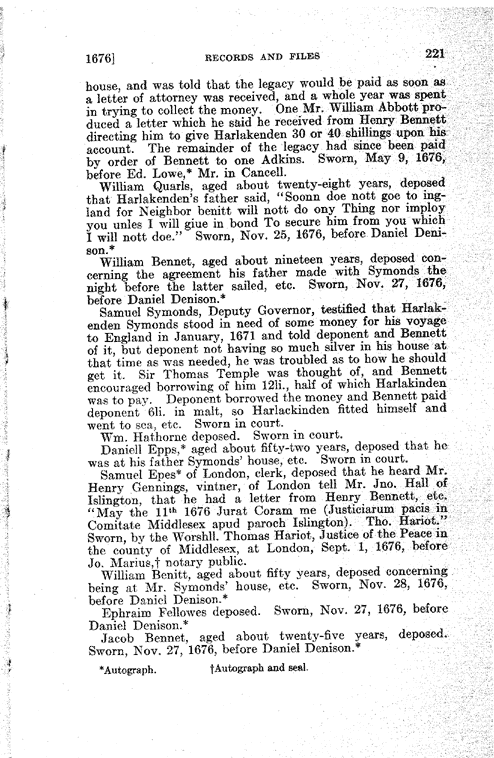 1676] RECORDS AND FILES 221
house, and was told that the legacy would be paid as soon as
a letter of attorney was received, and a whole year was spent
in trying to collect the money. One Mr. William Abbott pro-
duced a letter which he said he received from Henry Bennett
directing him to give Harlakenden 30 or 40 shillings upon his
account. The remainder of the legacy had since been paid
by order of Bennett to one Adkins. Sworn, May 9, 1676,
before Ed. Lowe,* Mr. in Cancell.
William Quarls, aged about twenty-eight years, deposed
that Harlakenden's father said, "Soonn doe nott goe to ing-
land for Neighbor benitt will nott do ony Thing nor imploy
you unles I will giue in bond To secure him from you which
I will nott doe." Sworn, Nov. 25, 1676, before Daniel Deni-
son.*
William Bennet, aged about nineteen years, deposed con-
cerning the agreement his father made with Symonds the
night before the latter sailed, etc. Sworn, Nov. 27, 1676,
before Daniel Denison.*
Samuel Symonds, Deputy Governor, testified that Harlak-
enden Symonds stood in need of some money for his voyage
to England in January, 1671 and told deponent and Bennett
of it, but deponent not having so much silver in his house at
that time as was needed, he was troubled as to how he should
get it. Sir Thomas Temple was thought of, and Bennett
encouraged borrowing of him 12li., half of which Harlakinden
was to pay. Deponent borrowed the money and Bennett paid
deponent 6li. in malt, so Harlackinden fitted himself and
went to sea, etc. Sworn in court.
Wm. Hathorne deposed. Sworn in court.
Daniell Epps,* aged about fifty-two years, deposed that he
was at his father Symonds' house, etc. Sworn in court.
Samuel Epes* of London, clerk, deposed that he heard Mr.
Henry Gennings, vintner, of London tell Mr. Jno. Hall of
Islington, that he had a letter from Henry Bennett, etc.
"May the 11th 1676 Jurat Coram me (Justiciarum pacis in
Comitate Middlesex apud paroch Islington). Tho. Hariot."
Sworn, by the Worshll. Thomas Hariot, Justice of the Peace in
the county of Middlesex, at London, Sept. 1, 1676, before
Jo. Marius,† notary public.
William Benitt, aged about fifty years, deposed concerning
being at Mr. Symonds' house, etc. Sworn, Nov. 28, 1676,
before Daniel Denison.*
Ephraim Fellowes deposed. Sworn, Nov. 27, 1676, before
Daniel Denison.*
Jacob Bennet, aged about twenty-five years, deposed.
Sworn, Nov. 27, 1676, before Daniel Denison.*
*Autograph. †Autograph and seal.